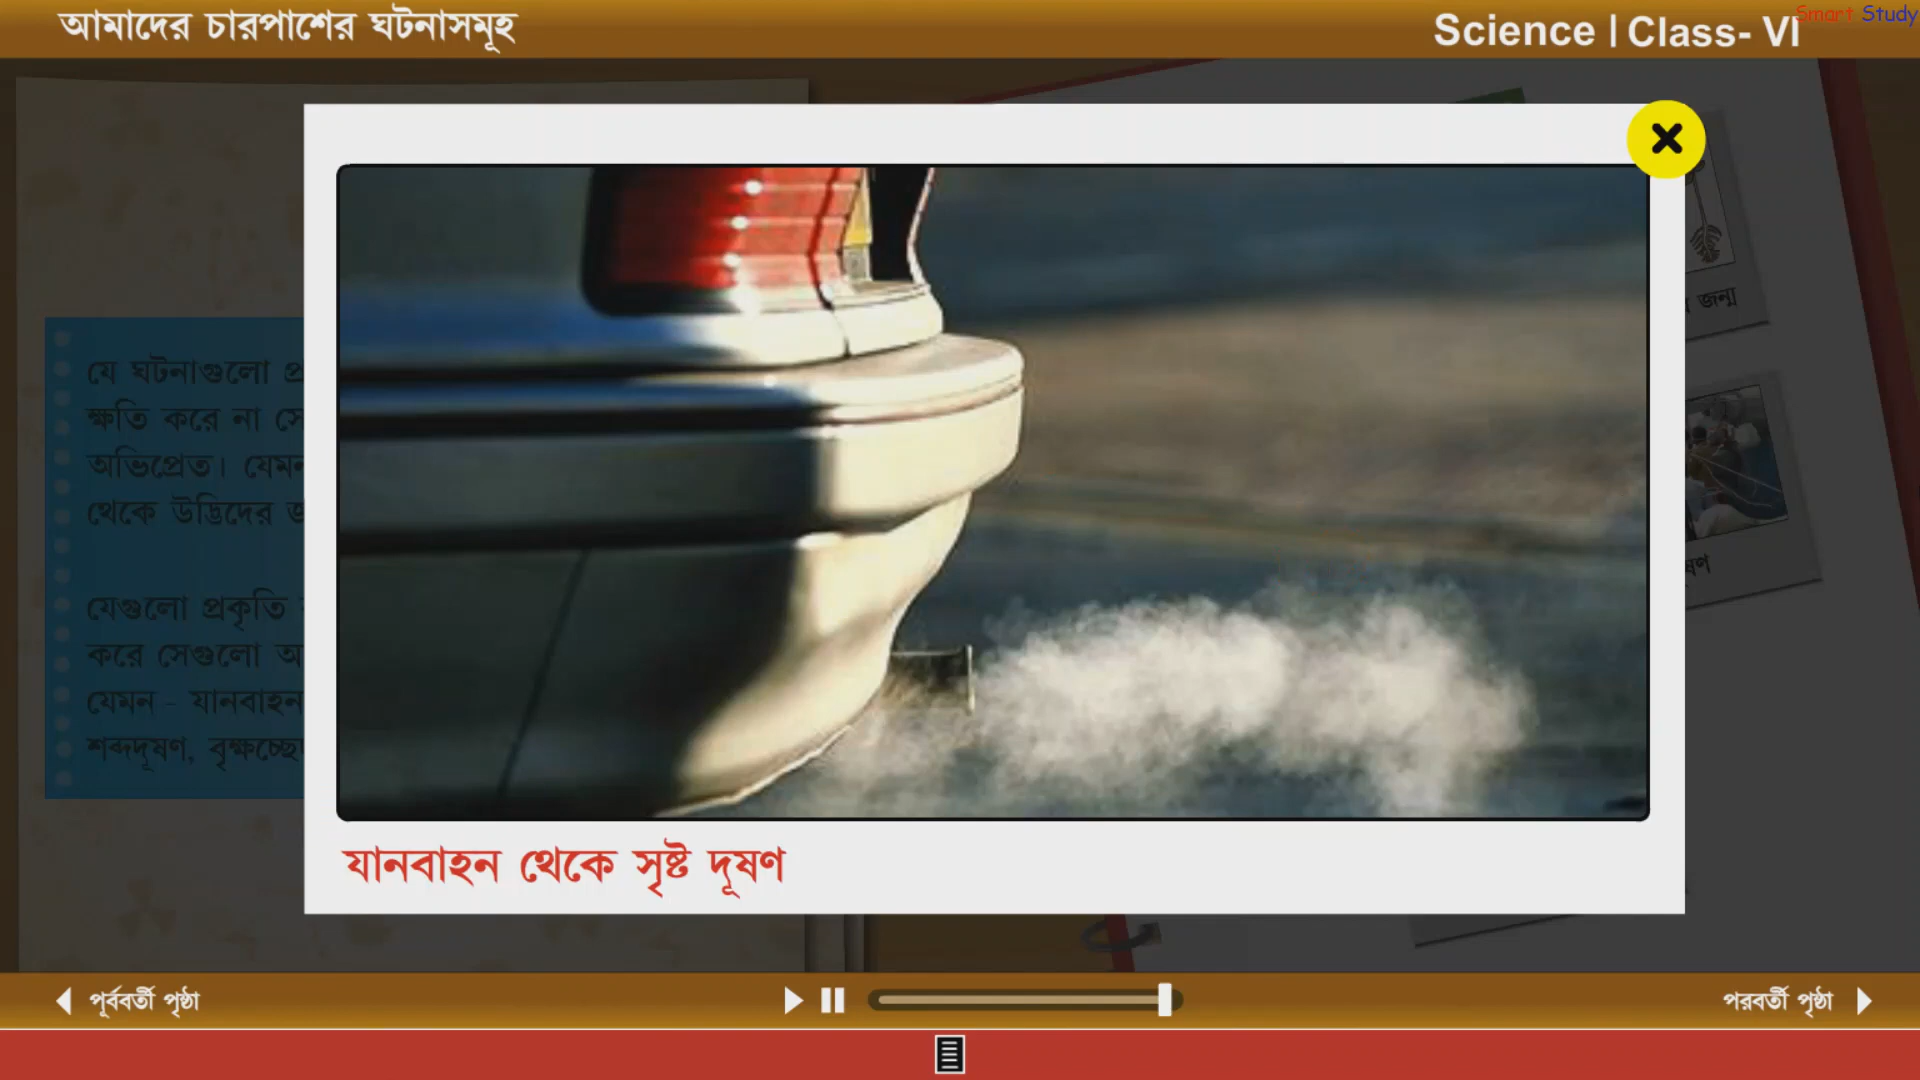 আমাদের চারপাশের ঘটনাসমূহ
Science | Class- VI
Smart Study
যে ঘটনাগুলো
ক্ষতি করে না
অভিপ্রেত। যেমন
থেকে উদ্ভিদের
যেগুলো প্রকৃতি
করে সেগুলো
যেমন - যানবাহন
শব্দদূষণ,
জন্ম
যানবাহন থেকে সৃষ্ট দূষণ
পূর্ববর্তী পৃষ্ঠা
পরবর্তী পৃষ্ঠা